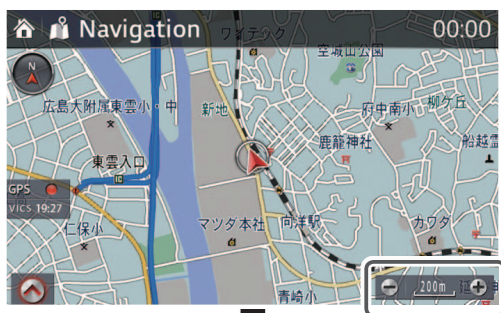 Navigation
00:00
ワイテック
空城山公園
N
広島大附属東雲小・中
新地
府中南小
柳ケ丘
鹿籠神社
船越
東雲入口
GPS
VICS 19:27
仁保小
マツダ本社
向洋駅
カワダ
青崎小
200m